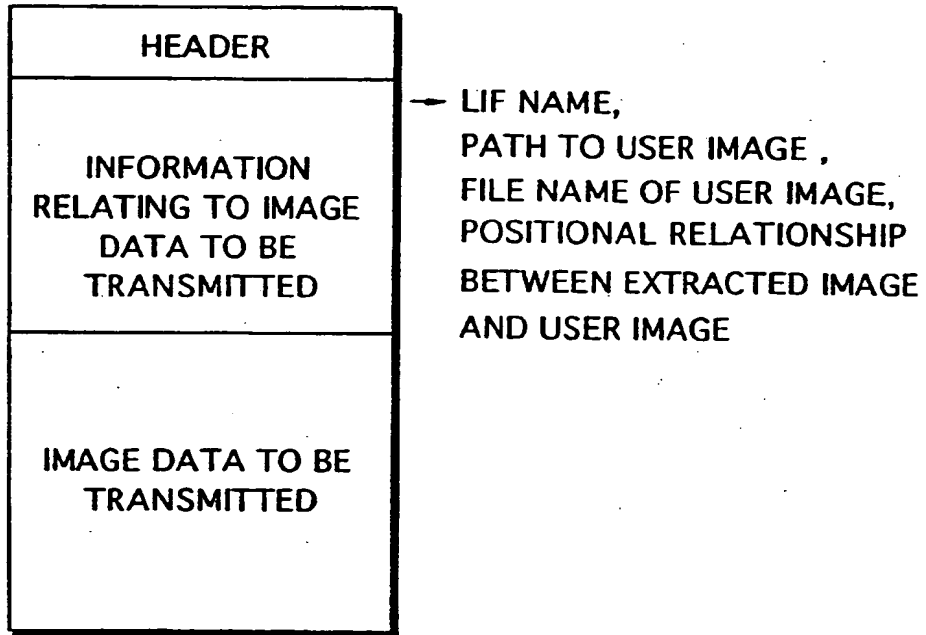 HEADER
INFORMATION
RELATING TO IMAGE
DATA TO BE
TRANSMITTED
IMAGE DATA TO BE
TRANSMITTED
LIF NAME,
PATH TO USER IMAGE ,
FILE NAME OF USER IMAGE,
POSITIONAL RELATIONSHIP
BETWEEN EXTRACTED IMAGE
AND USER IMAGE